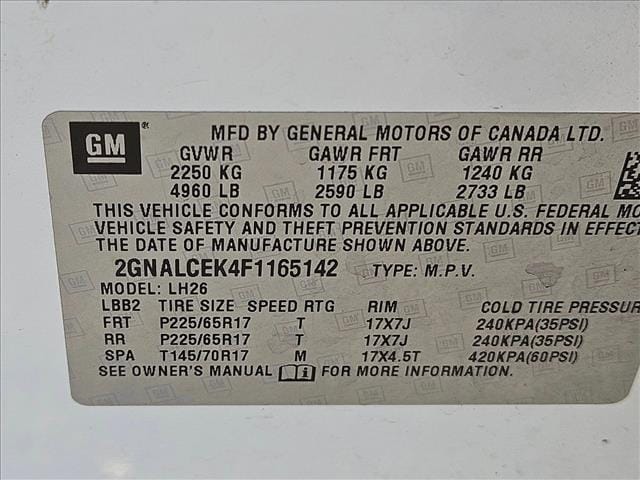 GM ® MFD BY GENERAL MOTORS OF CANADA LTD.
GVWR GAWR FRT GAWR RR
2250 KG 1175 KG 1240 KG
4960 LB 2590 LB 2733 LB
THIS VEHICLE CONFORMS TO ALL APPLICABLE U.S. FEDERAL MO
VEHICLE SAFETY AND THEFT PREVENTION STANDARDS IN EFFECT
THE DATE OF MANUFACTURE SHOWN ABOVE.
2GNALCEK4F1165142 TYPE: M.P.V.
MODEL: LH26
LBB2 TIRE SIZE SPEED RTG RIM COLD TIRE PRESSUR
FRT P225/65R17 T 17X7J 240KPA(35PSI)
RR P225/65R17 T 17X7J 240KPA(35PSI)
SPA T145/70R17 M 17X4.5T 420KPA(60PSI)
SEE OWNER'S MANUAL FOR MORE INFORMATION.